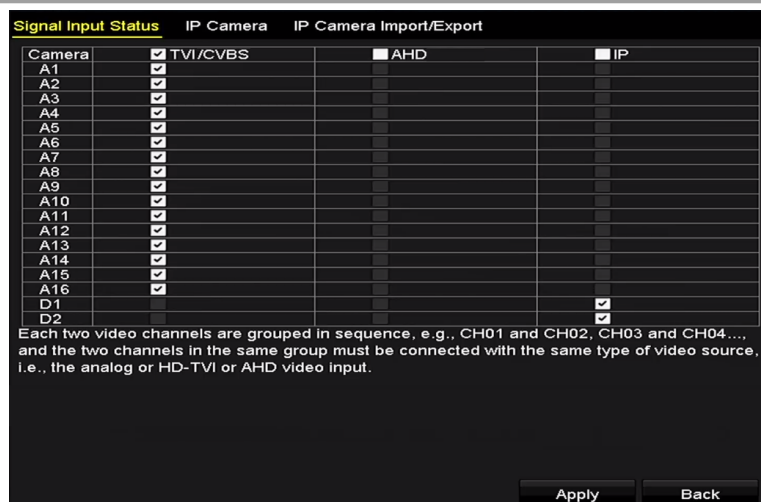 Signal Input Status IP Camera IP Camera Import/Export
Camera TVI/CVBS AHD IP
A1
A2
A3
A4
A5
A6
A7
A8
A9
A10
A11
A12
A13
A14
A15
A16
D1
D2
Each two video channels are grouped in sequence, e.g., CH01 and CH02, CH03 and CH04...,
and the two channels in the same group must be connected with the same type of video source,
i.e., the analog or HD-TVI or AHD video input.
Apply Back